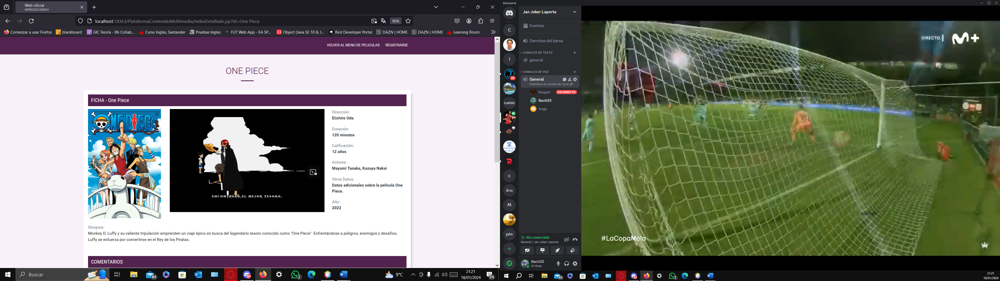 Web oficial
REPRODUCIENDO
localhost:18363/PlataformaContenidoMultimedia/indexDetallado.jsp?id=One Piece
90%
Comenzar a usar Firefox
blackboard
GIC Teoría - Bb Collab...
Curso Ingles, Santander
Pruebas Ingles
FUT Web App - EA SP...
Object (Java SE 10 & J...
Riot Developer Portal
DAZN | HOME
DAZN | HOME
Learning Room
VOLVER AL MENU DE PELICULAS
REGISTRARSE
ONE PIECE
FICHA - One Piece
ONE PIECE
ENCONTRARÉ EL MEJOR TESORO,
Dirección:
Eiichiro Oda
Duración:
120 minutos
Calificación:
12 años
Actores:
Mayumi Tanaka, Kazuya Nakai
Otros Datos:
Datos adicionales sobre la película One
Piece.
Año:
2022
Sinopsis:
Monkey D. Luffy y su valiente tripulación emprenden un viaje épico en busca del legendario tesoro conocido como "One Piece". Enfrentándose a peligros, enemigos y desafíos,
Luffy se esfuerza por convertirse en el Rey de los Piratas.
COMENTARIOS
Buscar
69
9+
2
9°C
21:21
18/01/2024
24
Discord
C
I
21
EsdDB0
Universidad
de Alcalá
c
d+o
M
pón
Jan Joker Laporta
Eventos
Derrotas del barsa
CANALES DE TEXTO
general
CANALES DE VOZ
General
Establece un estado de canal
Kasper!
EN DIRECTO
Bachi33
trega
Voz conectada
General / Jan Joker Laporta
Bachi33
En línea
DIRECTO | M+
#LaCopaMola
69
2
21:21
18/01/2024